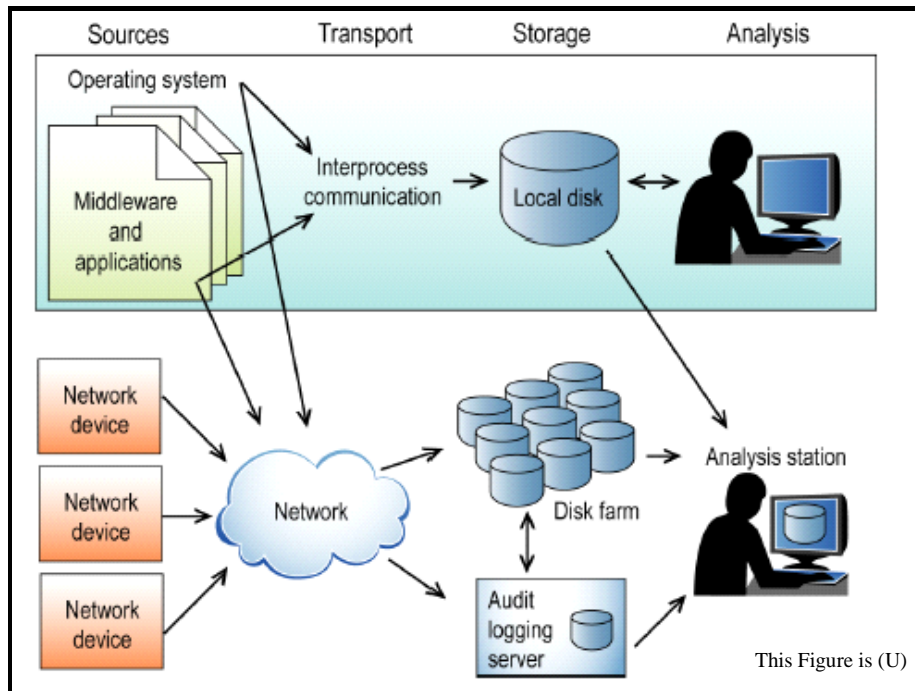 Sources
Transport
Storage
Analysis
Operating system
Middleware
and
applications
Interprocess
communication
Local disk
Network
device
Network
device
Network
device
Network
Disk farm
Audit
logging
server
Analysis station
This Figure is (U)